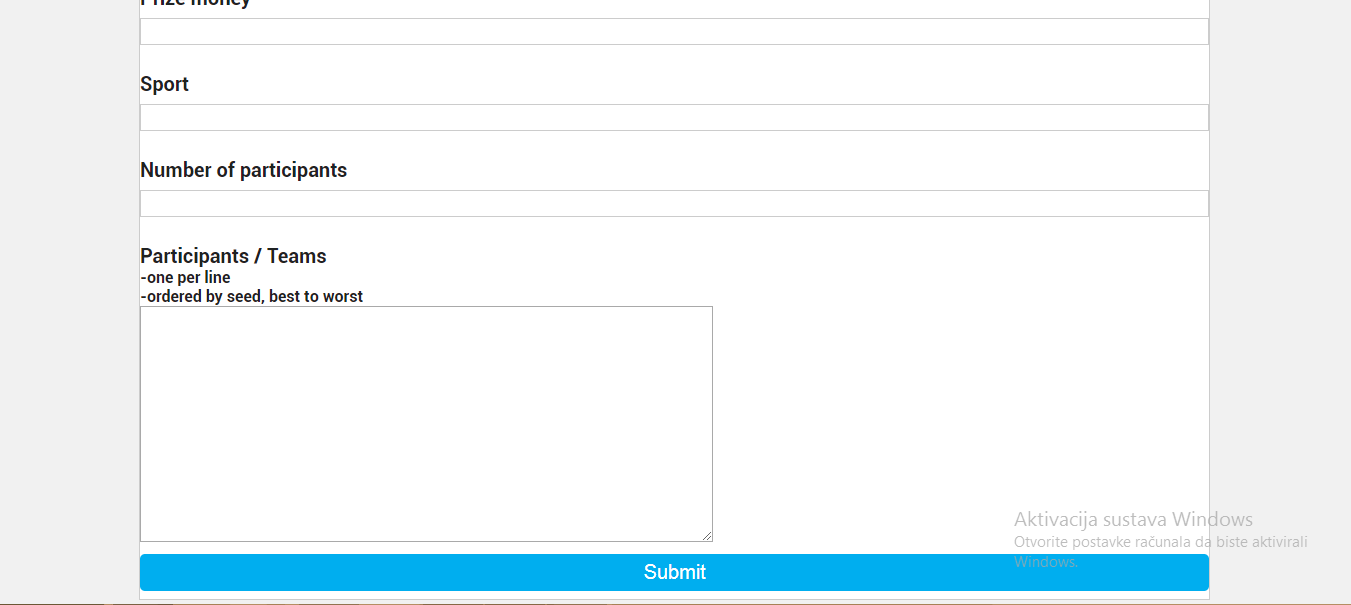 Prize money
Sport
Number of participants
Participants / Teams
-one per line
-ordered by seed, best to worst
Submit
Aktivacija sustava Windows
Otvorite postavke računala da biste aktivirali
Windows.